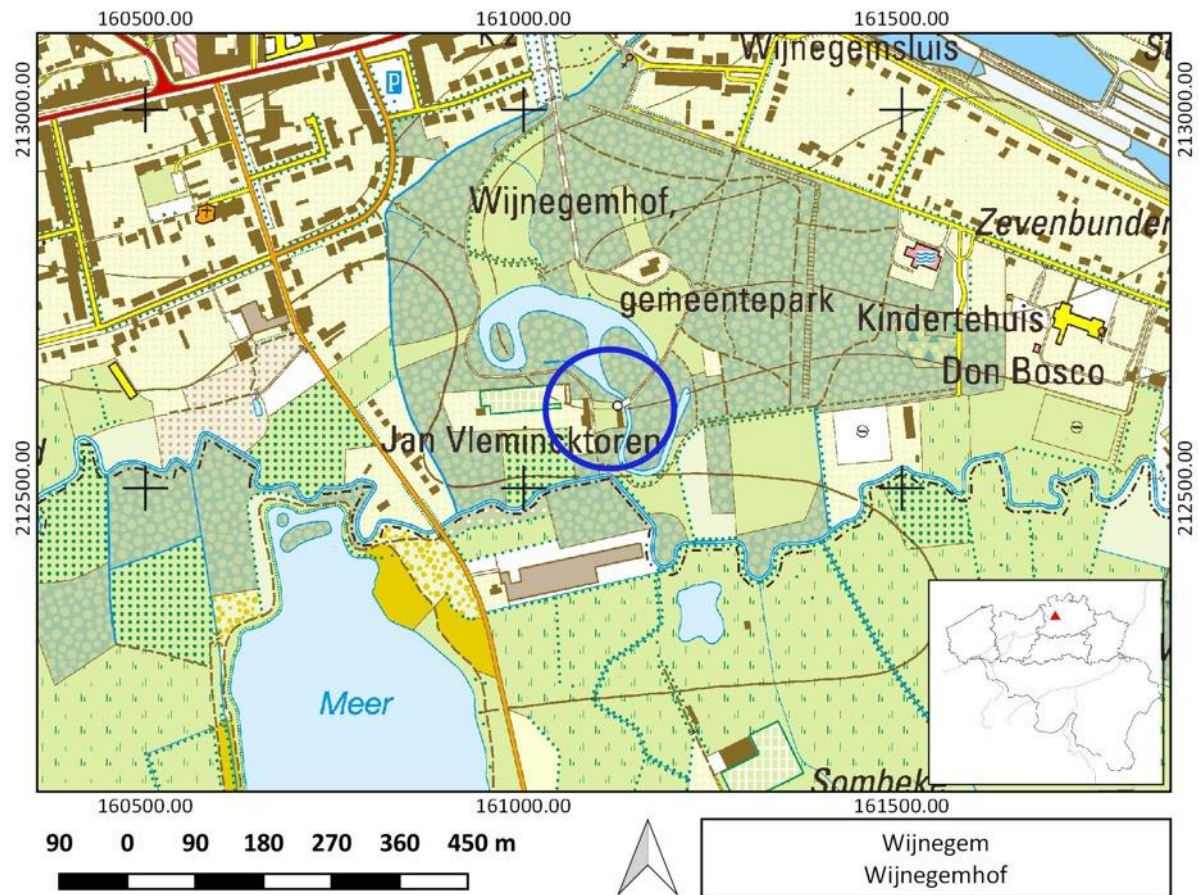 160500.00 161000.00 161500.00
213000.00
213000.00
P
Wijnegemsluis
Wijnegemhof,
Zevenbunder
gemeentepark
Kindertehuis
Don Bosco
Jan Vlemincktoren
212500.00
212500.00
Meer
Sombeke
160500.00 161000.00 161500.00
90 0 90 180 270 360 450 m
Wijnegem
Wijnegemhof